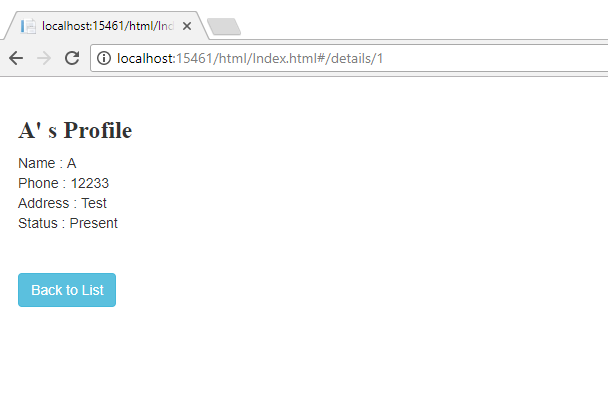 localhost:15461/html/Ind
localhost:15461/html/Index.html#/details/1
A' s Profile
Name : A
Phone : 12233
Address : Test
Status : Present
Back to List